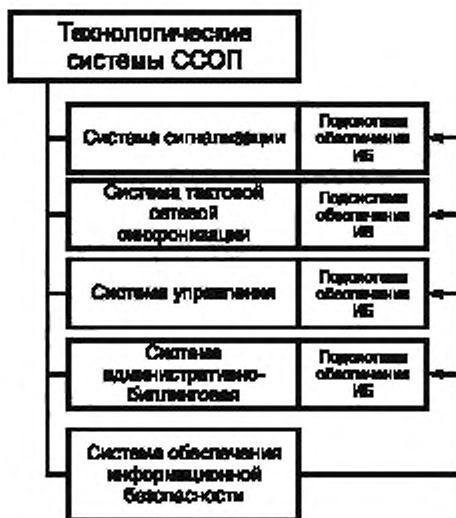 Технологические
системы ССОП
Система сигнализации
Подсистема
обеспечения
ИБ
Система тактовой
сетевой
синхронизации
Подсистема
обеспечения
ИБ
Система управления
Подсистема
обеспечения
ИБ
Система
административно-
биллинговая
Подсистема
обеспечения
ИБ
Система обеспечения
информационной
безопасности